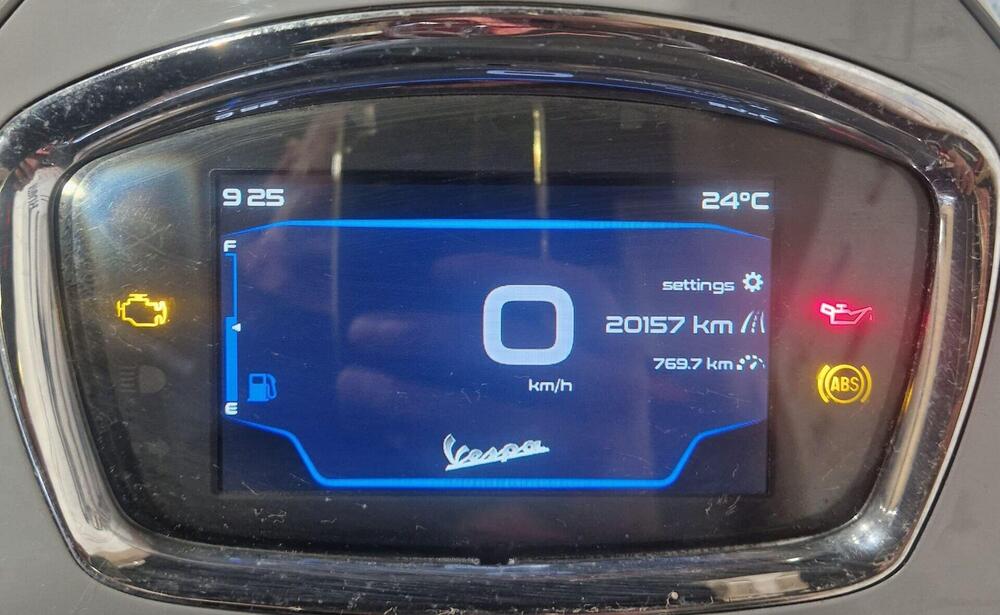 9 25
24°C
F
settings
0
20157 km
769.7 km
km/h
E
Vespa
ABS